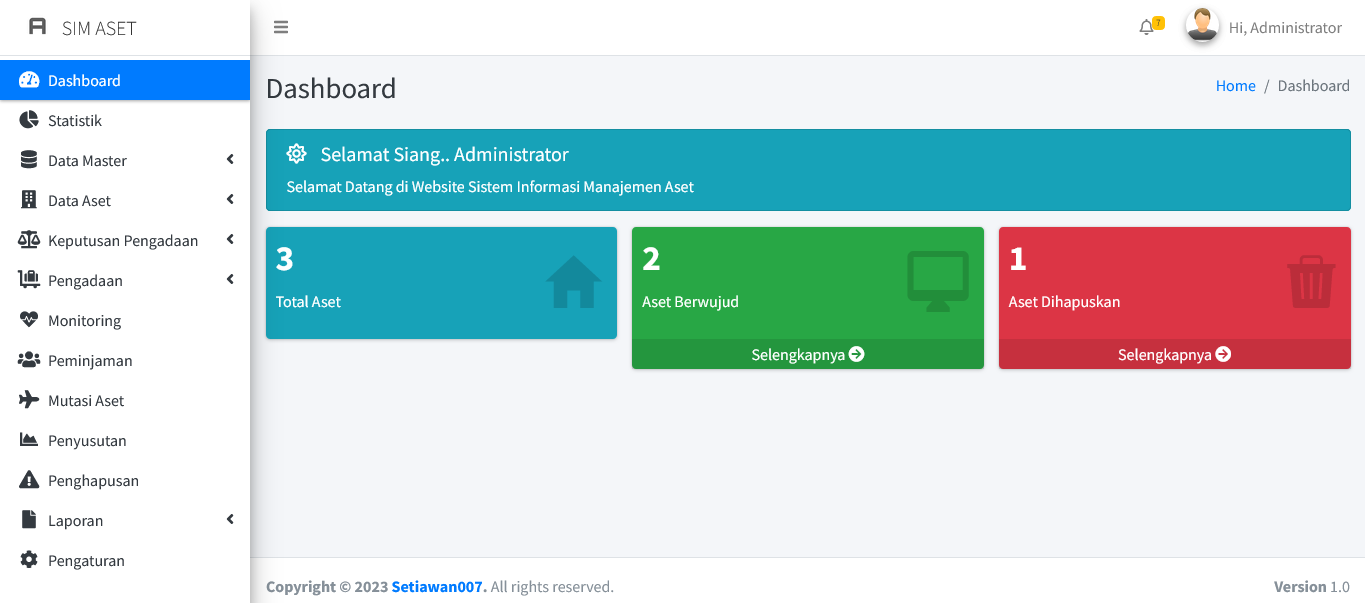 SIM ASET
7
Hi, Administrator
Dashboard
Statistik
Data Master
Data Aset
Keputusan Pengadaan
Pengadaan
Monitoring
Peminjaman
Mutasi Aset
Penyusutan
Penghapusan
Laporan
Pengaturan
Dashboard
Home / Dashboard
Selamat Siang.. Administrator
Selamat Datang di Website Sistem Informasi Manajemen Aset
3
Total Aset
2
Aset Berwujud
Selengkapnya
1
Aset Dihapuskan
Selengkapnya
Copyright © 2023 Setiawan007. All rights reserved.
Version 1.0